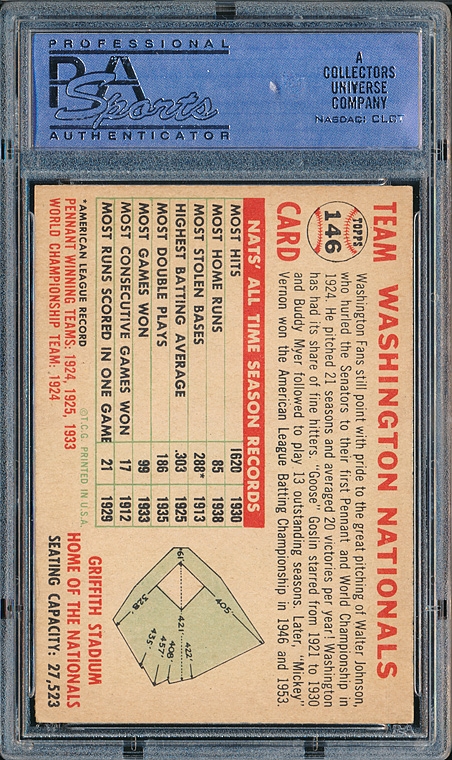 PROFESSIONAL
PSA
Sports
AUTHENTICATOR
A
COLLECTORS
UNIVERSE
COMPANY
NASDAQ: CLCT
TEAM WASHINGTON NATIONALS
TOPPS
146
CARD
Washington Fans still point with pride to the great pitching of Walter Johnson,
who hurled the Senators to their first Pennant and World Championship in
1924. He pitched 21 seasons and averaged 20 victories per year! Washington
has had its share of fine hitters. "Goose" Goslin starred from 1921 to 1930
and Buddy Myer followed to play 13 outstanding seasons. Later, "Mickey"
Vernon won the American League Batting Championship in 1946 and 1953.
NATS' ALL TIME SEASON RECORDS
MOST HITS 1620 1930
MOST HOME RUNS 85 1938
MOST STOLEN BASES 288* 1913
HIGHEST BATTING AVERAGE .303 1925
MOST DOUBLE PLAYS 186 1935
MOST GAMES WON 99 1933
MOST CONSECUTIVE GAMES WON 17 1917
MOST RUNS SCORED IN ONE GAME 21 1929
©T.C.G. PRINTED IN U.S.A.
*AMERICAN LEAGUE RECORD
PENNANT WINNING TEAMS: 1924, 1925, 1933
WORLD CHAMPIONSHIP TEAM: 1924
405'
61'
421'
422'
408'
457'
435'
328'
GRIFFITH STADIUM
HOME OF THE NATIONALS
SEATING CAPACITY: 27,523